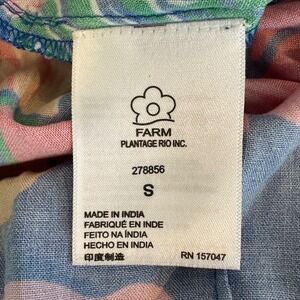 FARM
PLANTAGE RIO INC.
278856
S
MADE IN INDIA
FABRIQUÉ EN INDE
FEITO NA ÍNDIA
HECHO EN INDIA
印度制造
RN 157047